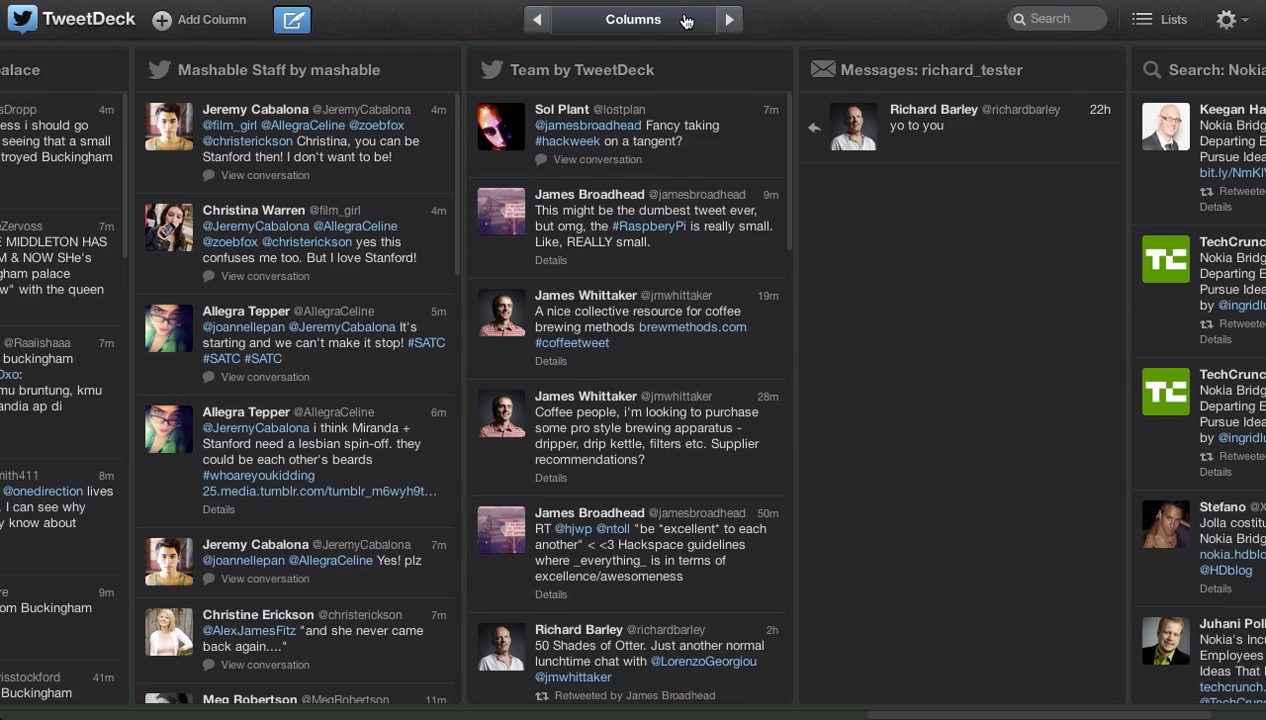 TweetDeck
Add Column
Columns
Search
Lists
palace
sDropp 4m
ess i should go
seeing that a small
troyed Buckingham
Zervoss 7m
E MIDDLETON HAS
M & NOW SHe's
gham palace
w" with the queen
@Raaiishaaa 7m
buckingham
Oxo:
mu bruntung, kmu
andia ap di
mith411 8m
@onedirection lives
. I can see why
y know about
re 9m
om Buckingham
visstockford 41m
Buckingham
Mashable Staff by mashable
Jeremy Cabalona @JeremyCabalona 4m
@film_girl @AllegraCeline @zoebfox
@christerickson Christina, you can be
Stanford then! I don't want to be!
View conversation
Christina Warren @film_girl 4m
@JeremyCabalona @AllegraCeline
@zoebfox @christerickson yes this
confuses me too. But I love Stanford!
View conversation
Allegra Tepper @AllegraCeline 5m
@joannellepan @JeremyCabalona It's
starting and we can't make it stop! #SATC
#SATC #SATC
View conversation
Allegra Tepper @AllegraCeline 6m
@JeremyCabalona i think Miranda +
Stanford need a lesbian spin-off. they
could be each other's beards
#whoareyoukidding
25.media.tumblr.com/tumblr_m6wyh9t…
Details
Jeremy Cabalona @JeremyCabalona 7m
@joannellepan @AllegraCeline Yes! plz
View conversation
Christine Erickson @christerickson 7m
@AlexJamesFitz "and she never came
back again...."
View conversation
Meg Robertson @MegRobertson 11m
Team by TweetDeck
Sol Plant @lostplan 7m
@jamesbroadhead Fancy taking
#hackweek on a tangent?
View conversation
James Broadhead @jamesbroadhead 9m
This might be the dumbest tweet ever,
but omg, the #RaspberyPi is really small.
Like, REALLY small.
Details
James Whittaker @jmwhittaker 19m
A nice collective resource for coffee
brewing methods brewmethods.com
#coffeetweet
Details
James Whittaker @jmwhittaker 28m
Coffee people, i'm looking to purchase
some pro style brewing apparatus -
dripper, drip kettle, filters etc. Supplier
recommendations?
Details
James Broadhead @jamesbroadhead 50m
RT @hjwp @ntoll "be *excellent* to each
another" < <3 Hackspace guidelines
where _everything_ is in terms of
excellence/awesomeness
Details
Richard Barley @richardbarley 2h
50 Shades of Otter. Just another normal
lunchtime chat with @LorenzoGeorgiou
@jmwhittaker
Retweeted by James Broadhead
Messages: richard_tester
Richard Barley @richardbarley 22h
yo to you
Search: Nokia
Keegan Ha
Nokia Bridg
Departing E
Pursue Idea
bit.ly/NmKl
Retweete
Details
TechCrunc
Nokia Bridg
Departing E
Pursue Idea
by @ingridlu
Retweete
Details
TechCrunc
Nokia Bridg
Departing E
Pursue Idea
by @ingridlu
Retweete
Details
Stefano @X
Jolla costitu
Nokia Bridg
nokia.hdblo
@HDblog
Details
Juhani Poll
Nokia's Incu
Employees
Ideas That I
techcrunch.
@TechCrunc